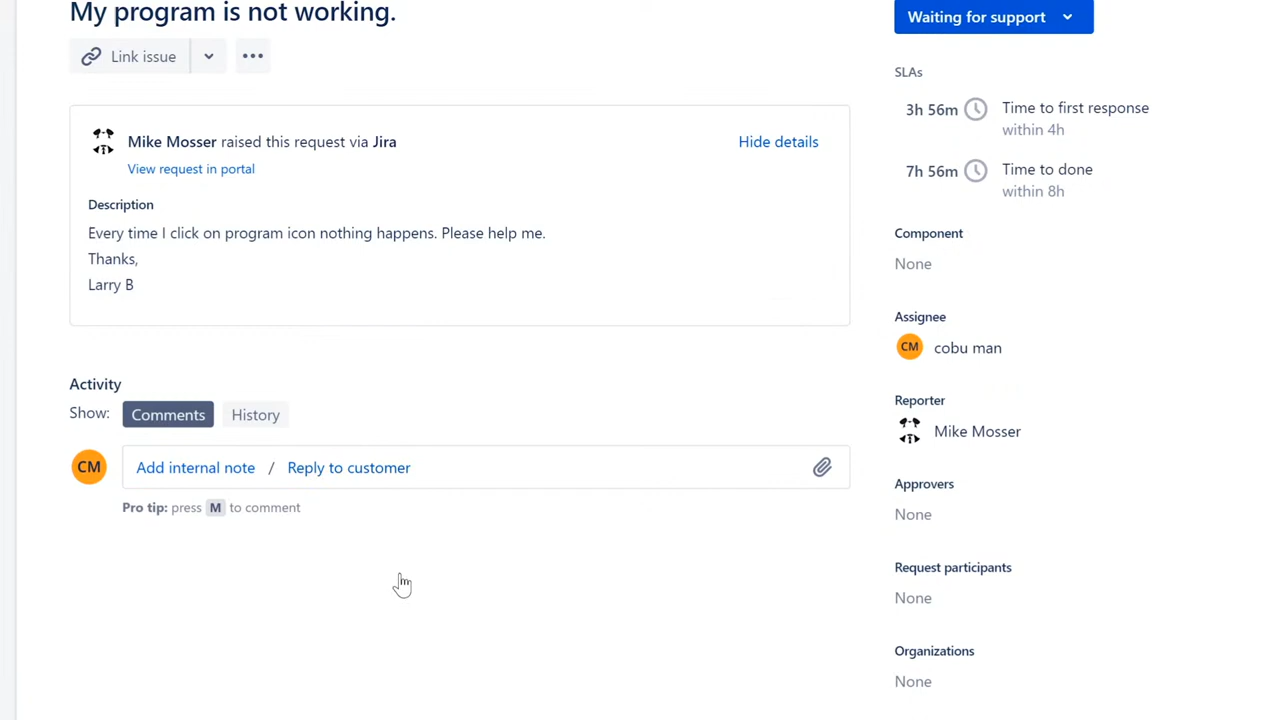 My program is not working.
Waiting for support
Link issue
SLAs
3h 56m Time to first response
within 4h
Mike Mosser raised this request via Jira
Hide details
View request in portal
7h 56m Time to done
within 8h
Description
Every time I click on program icon nothing happens. Please help me.
Thanks,
Larry B
Component
None
Assignee
CM cobu man
Activity
Show: Comments History
Reporter
Mike Mosser
CM Add internal note / Reply to customer
Pro tip: press M to comment
Approvers
None
Request participants
None
Organizations
None